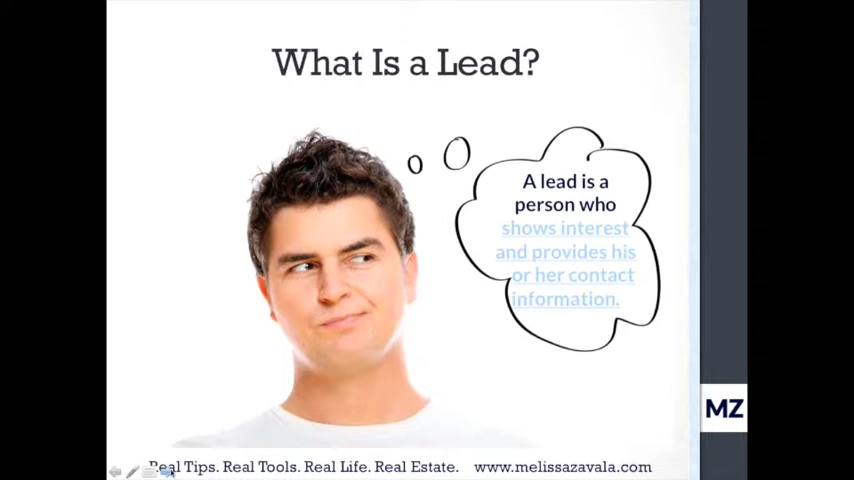 What Is a Lead?
A lead is a
person who
shows interest
and provides his
or her contact
information.
MZ
Real Tips. Real Tools. Real Life. Real Estate. www.melissazavala.com